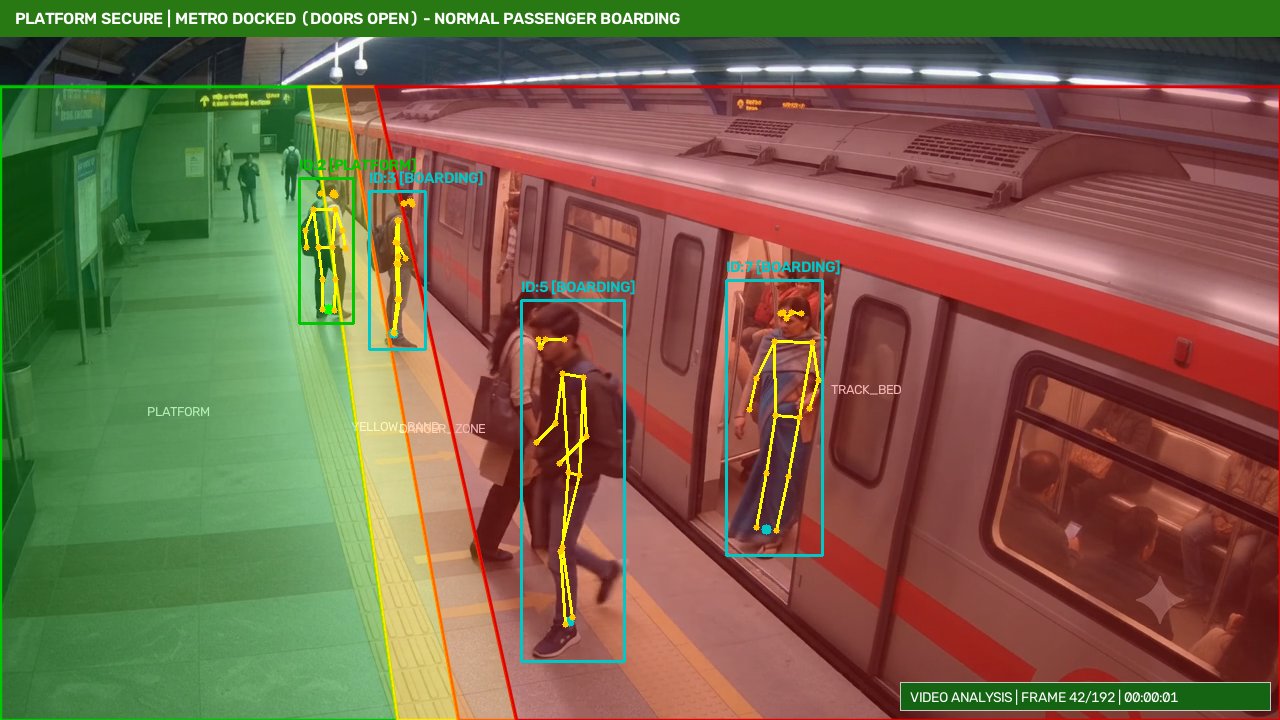 PLATFORM SECURE | METRO DOCKED (DOORS OPEN) - NORMAL PASSENGER BOARDING
ID:2 [PLATFORM]
ID:3 [BOARDING]
ID:7 [BOARDING]
ID:5 [BOARDING]
TRACK_BED
PLATFORM
YELLOW_BAND
DANGER_ZONE
VIDEO ANALYSIS | FRAME 42/192 | 00:00:01